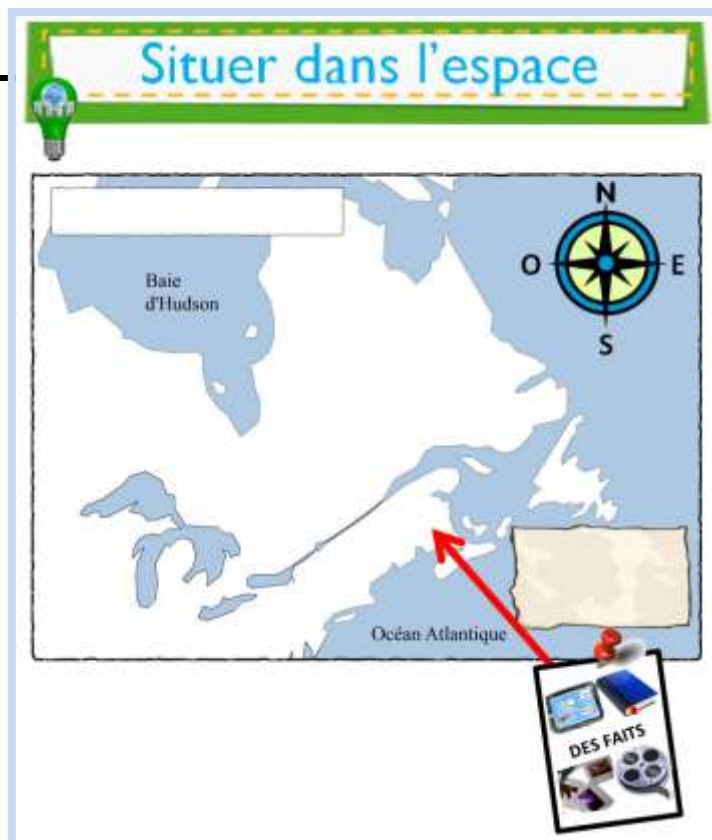 Situer dans l'espace
N
O
E
S
Baie
d'Hudson
Océan Atlantique
DES FAITS